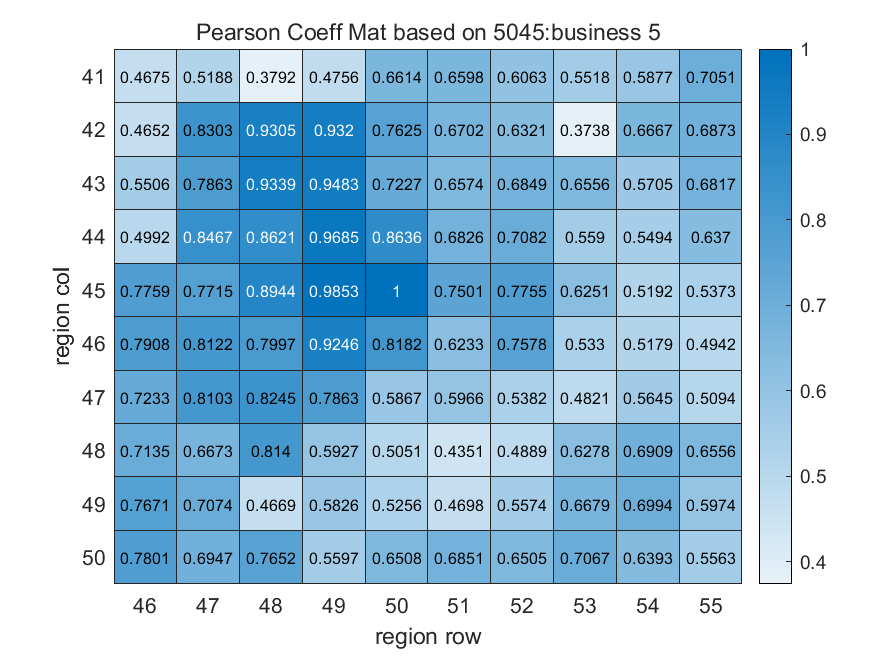 Pearson Coeff Mat based on 5045:business 5
41 0.4675 0.5188 0.3792 0.4756 0.6614 0.6598 0.6063 0.5518 0.5877 0.7051
42 0.4652 0.8303 0.9305 0.932 0.7625 0.6702 0.6321 0.3738 0.6667 0.6873
43 0.5506 0.7863 0.9339 0.9483 0.7227 0.6574 0.6849 0.6556 0.5705 0.6817
44 0.4992 0.8467 0.8621 0.9685 0.8636 0.6826 0.7082 0.559 0.5494 0.637
45 0.7759 0.7715 0.8944 0.9853 1 0.7501 0.7755 0.6251 0.5192 0.5373
46 0.7908 0.8122 0.7997 0.9246 0.8182 0.6233 0.7578 0.533 0.5179 0.4942
47 0.7233 0.8103 0.8245 0.7863 0.5867 0.5966 0.5382 0.4821 0.5645 0.5094
48 0.7135 0.6673 0.814 0.5927 0.5051 0.4351 0.4889 0.6278 0.6909 0.6556
49 0.7671 0.7074 0.4669 0.5826 0.5256 0.4698 0.5574 0.6679 0.6994 0.5974
50 0.7801 0.6947 0.7652 0.5597 0.6508 0.6851 0.6505 0.7067 0.6393 0.5563
46 47 48 49 50 51 52 53 54 55
region row
region col
1
0.9
0.8
0.7
0.6
0.5
0.4